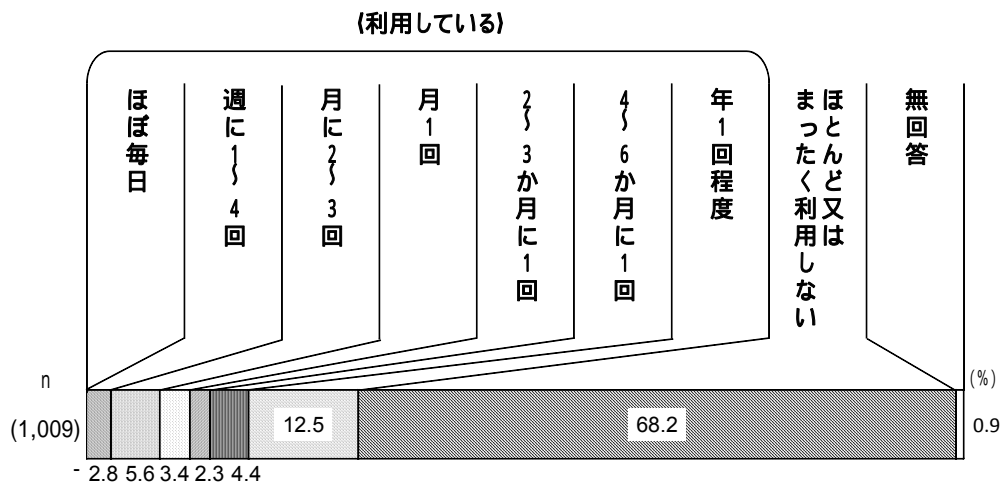 〈利用している〉
ほぼ毎日
週に1〜4回
月に2〜3回
月1回
2〜3か月に1回
4〜6か月に1回
年1回程度
ほとんど又は
まったく利用しない
無回答
n
(%)
(1,009)
12.5
68.2
0.9
- 2.8 5.6 3.4 2.3 4.4